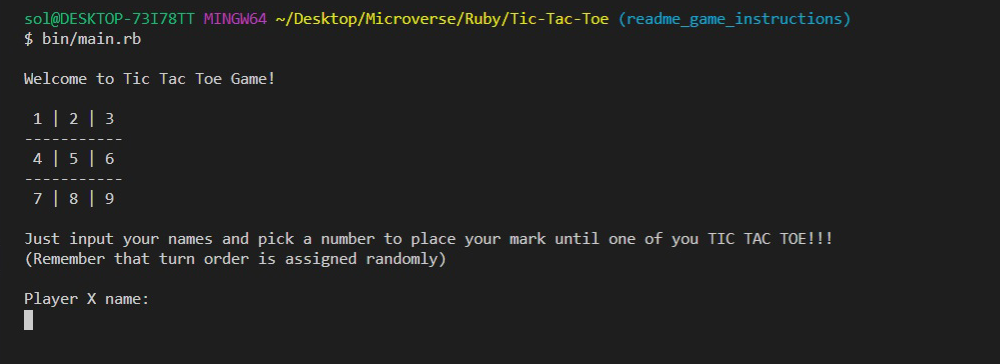 sol@DESKTOP-73I78TT MINGW64 ~/Desktop/Microverse/Ruby/Tic-Tac-Toe (readme_game_instructions)
$ bin/main.rb
Welcome to Tic Tac Toe Game!
1 | 2 | 3
-----------
4 | 5 | 6
-----------
7 | 8 | 9
Just input your names and pick a number to place your mark until one of you TIC TAC TOE!!!
(Remember that turn order is assigned randomly)
Player X name: